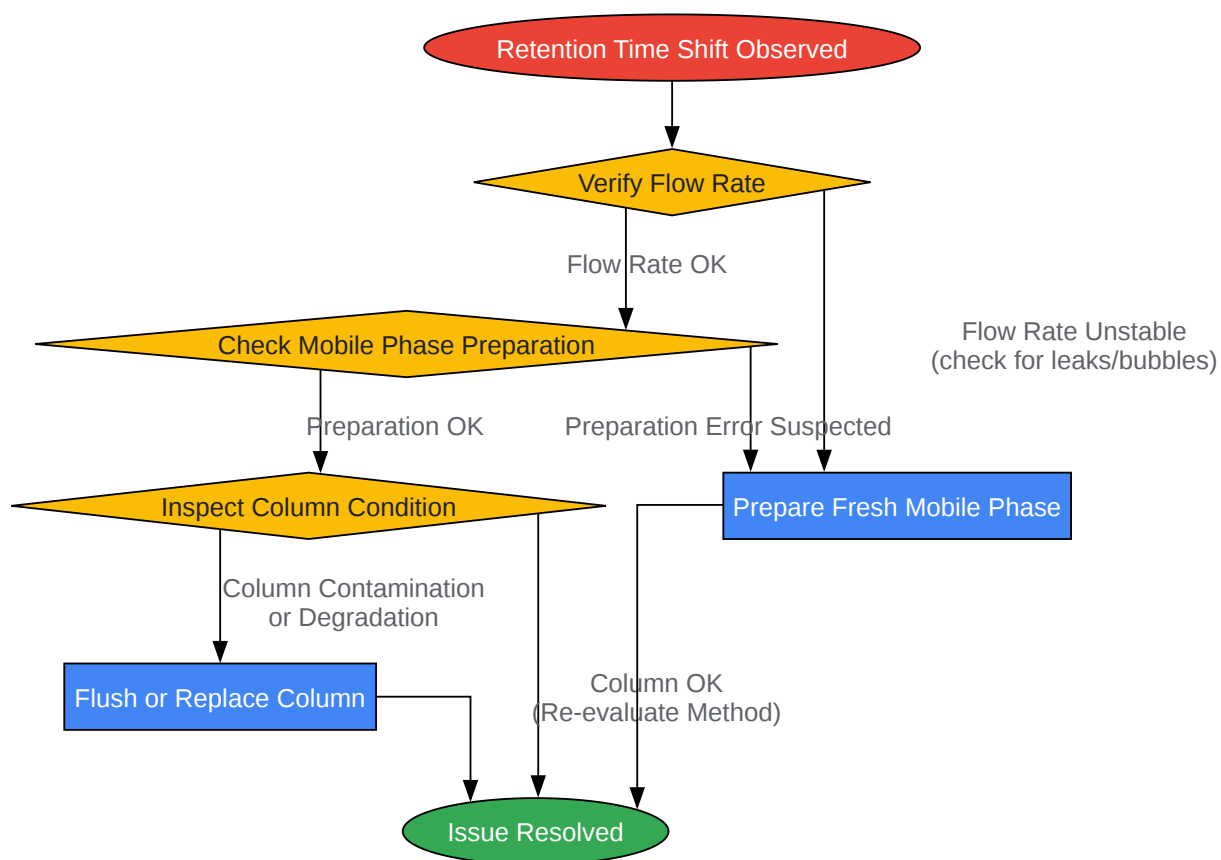 Retention Time Shift Observed
Verify Flow Rate
Flow Rate OK
Flow Rate Unstable
(check for leaks/bubbles)
Check Mobile Phase Preparation
Preparation OK
Preparation Error Suspected
Inspect Column Condition
Prepare Fresh Mobile Phase
Column Contamination
or Degradation
Flush or Replace Column
Column OK
(Re-evaluate Method)
Issue Resolved